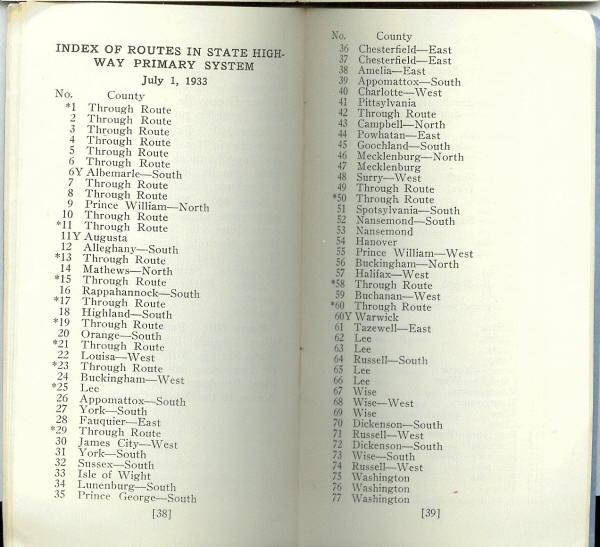 INDEX OF ROUTES IN STATE HIGH-
WAY PRIMARY SYSTEM
July 1, 1933
No. County
*1 Through Route
2 Through Route
3 Through Route
4 Through Route
5 Through Route
6 Through Route
6Y Albemarle—South
7 Through Route
8 Through Route
9 Prince William—North
10 Through Route
*11 Through Route
11Y Augusta
12 Alleghany—South
*13 Through Route
14 Mathews—North
*15 Through Route
16 Rappahannock—South
*17 Through Route
18 Highland—South
*19 Through Route
20 Orange—South
*21 Through Route
22 Louisa—West
*23 Through Route
24 Buckingham—West
*25 Lee
26 Appomattox—South
27 York—South
28 Fauquier—East
*29 Through Route
30 James City—West
31 York—South
32 Sussex—South
33 Isle of Wight
34 Lunenburg—South
35 Prince George—South
[38]
No. County
36 Chesterfield—East
37 Chesterfield—East
38 Amelia—East
39 Appomattox—South
40 Charlotte—West
41 Pittsylvania
42 Through Route
43 Campbell—North
44 Powhatan—East
45 Goochland—South
46 Mecklenburg—North
47 Mecklenburg
48 Surry—West
49 Through Route
*50 Through Route
51 Spotsylvania—South
52 Nansemond—South
53 Nansemond
54 Hanover
55 Prince William—West
56 Buckingham—North
57 Halifax—West
*58 Through Route
59 Buchanan—West
*60 Through Route
60Y Warwick
61 Tazewell—East
62 Lee
63 Lee
64 Russell—South
65 Lee
66 Lee
67 Wise
68 Wise—West
69 Wise
70 Dickenson—South
71 Russell—West
72 Dickenson—South
73 Wise—South
74 Russell—West
75 Washington
76 Washington
77 Washington
[39]